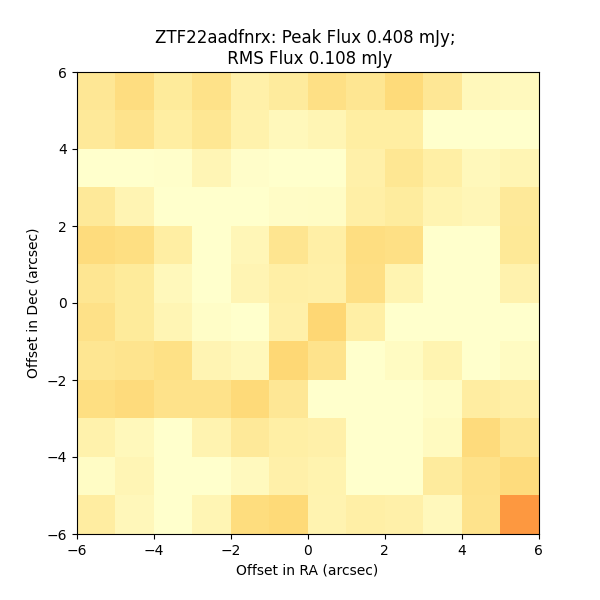 ZTF22aadfnrx: Peak Flux 0.408 mJy;
RMS Flux 0.108 mJy
6
4
2
0
−2
−4
−6
Offset in Dec (arcsec)
−6 −4 −2 0 2 4 6
Offset in RA (arcsec)